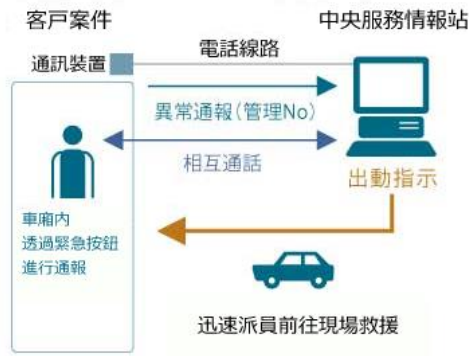 客戶案件
中央服務情報站
通訊裝置
電話線路
異常通報(管理No)
相互通話
出動指示
車廂內
透過緊急按鈕
進行通報
迅速派員前往現場救援